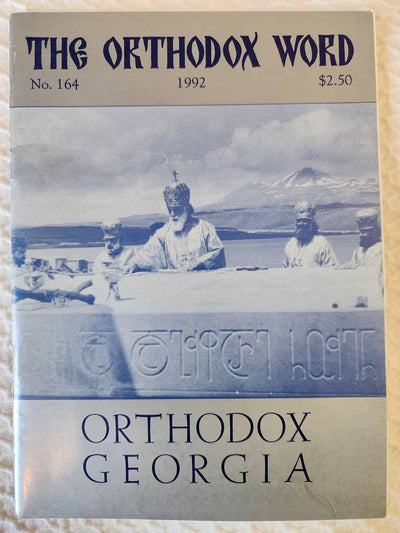 THE ORTHODOX WORD
No. 164 1992 $2.50
ORTHODOX
GEORGIA